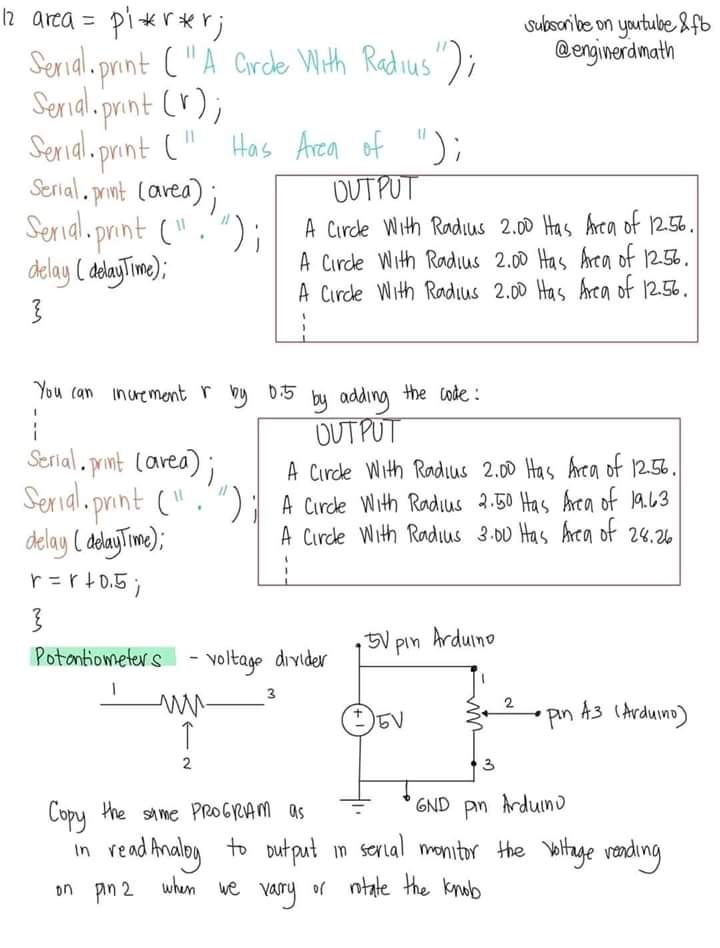 12 area = pi*r*r;
subscribe on youtube & fb
@enginerdmath
Serial.print ("A Circle With Radius");
Serial.print (r);
Serial.print (" Has Area of ");
Serial.print (area);
Serial.print (".");
delay (delayTime);
}
OUTPUT
A Circle With Radius 2.00 Has Area of 12.56.
A Circle With Radius 2.00 Has Area of 12.56.
A Circle With Radius 2.00 Has Area of 12.56.
You can increment r by 0.5 by adding the code:
Serial.print (area);
Serial.print (".");
delay (delayTime);
r = r+0.5;
}
OUTPUT
A Circle With Radius 2.00 Has Area of 12.56.
A Circle With Radius 2.50 Has Area of 19.63
A Circle With Radius 3.00 Has Area of 28.26
Potentiometers - voltage divider
1
3
2
5V pin Arduino
+
-
5V
1
2
pin A3 (Arduino)
3
GND pin Arduino
Copy the same PROGRAM as
in readAnalog to output in serial monitor the voltage reading
on pin 2 when we varry or rotate the knob